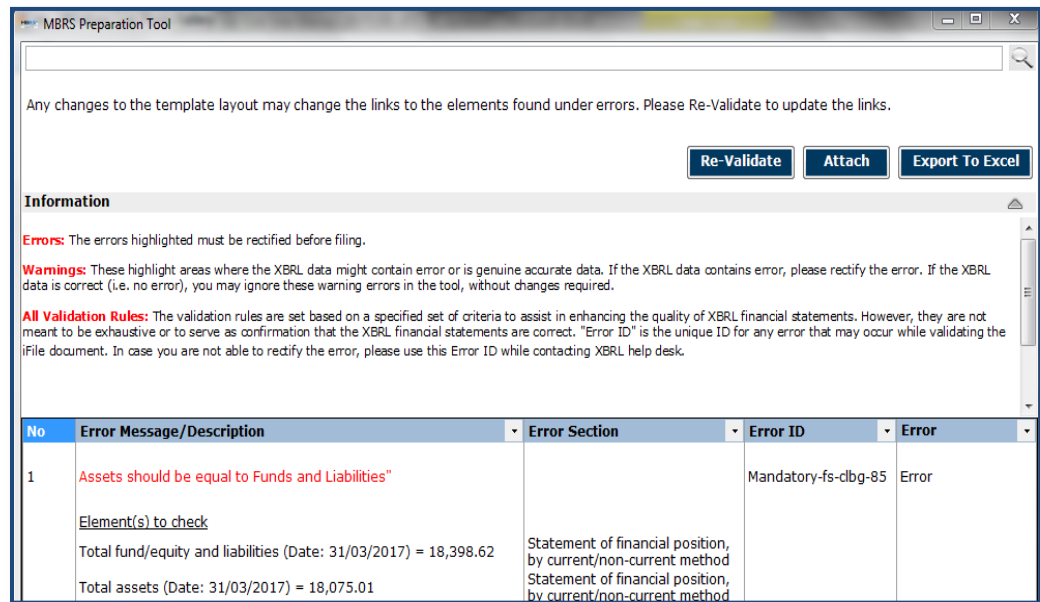 MBRS Preparation Tool
Any changes to the template layout may change the links to the elements found under errors. Please Re-Validate to update the links.
Re-Validate Attach Export To Excel
Information
Errors: The errors highlighted must be rectified before filing.
Warnings: These highlight areas where the XBRL data might contain error or is genuine accurate data. If the XBRL data contains error, please rectify the error. If the XBRL
data is correct (i.e. no error), you may ignore these warning errors in the tool, without changes required.
All Validation Rules: The validation rules are set based on a specified set of criteria to assist in enhancing the quality of XBRL financial statements. However, they are not
meant to be exhaustive or to serve as confirmation that the XBRL financial statements are correct. "Error ID" is the unique ID for any error that may occur while validating the
iFile document. In case you are not able to rectify the error, please use this Error ID while contacting XBRL help desk.
No Error Message/Description Error Section Error ID Error
1 Assets should be equal to Funds and Liabilities" Mandatory-fs-clbg-85 Error
Element(s) to check
Total fund/equity and liabilities (Date: 31/03/2017) = 18,398.62 Statement of financial position,
by current/non-current method
Total assets (Date: 31/03/2017) = 18,075.01 Statement of financial position,
by current/non-current method